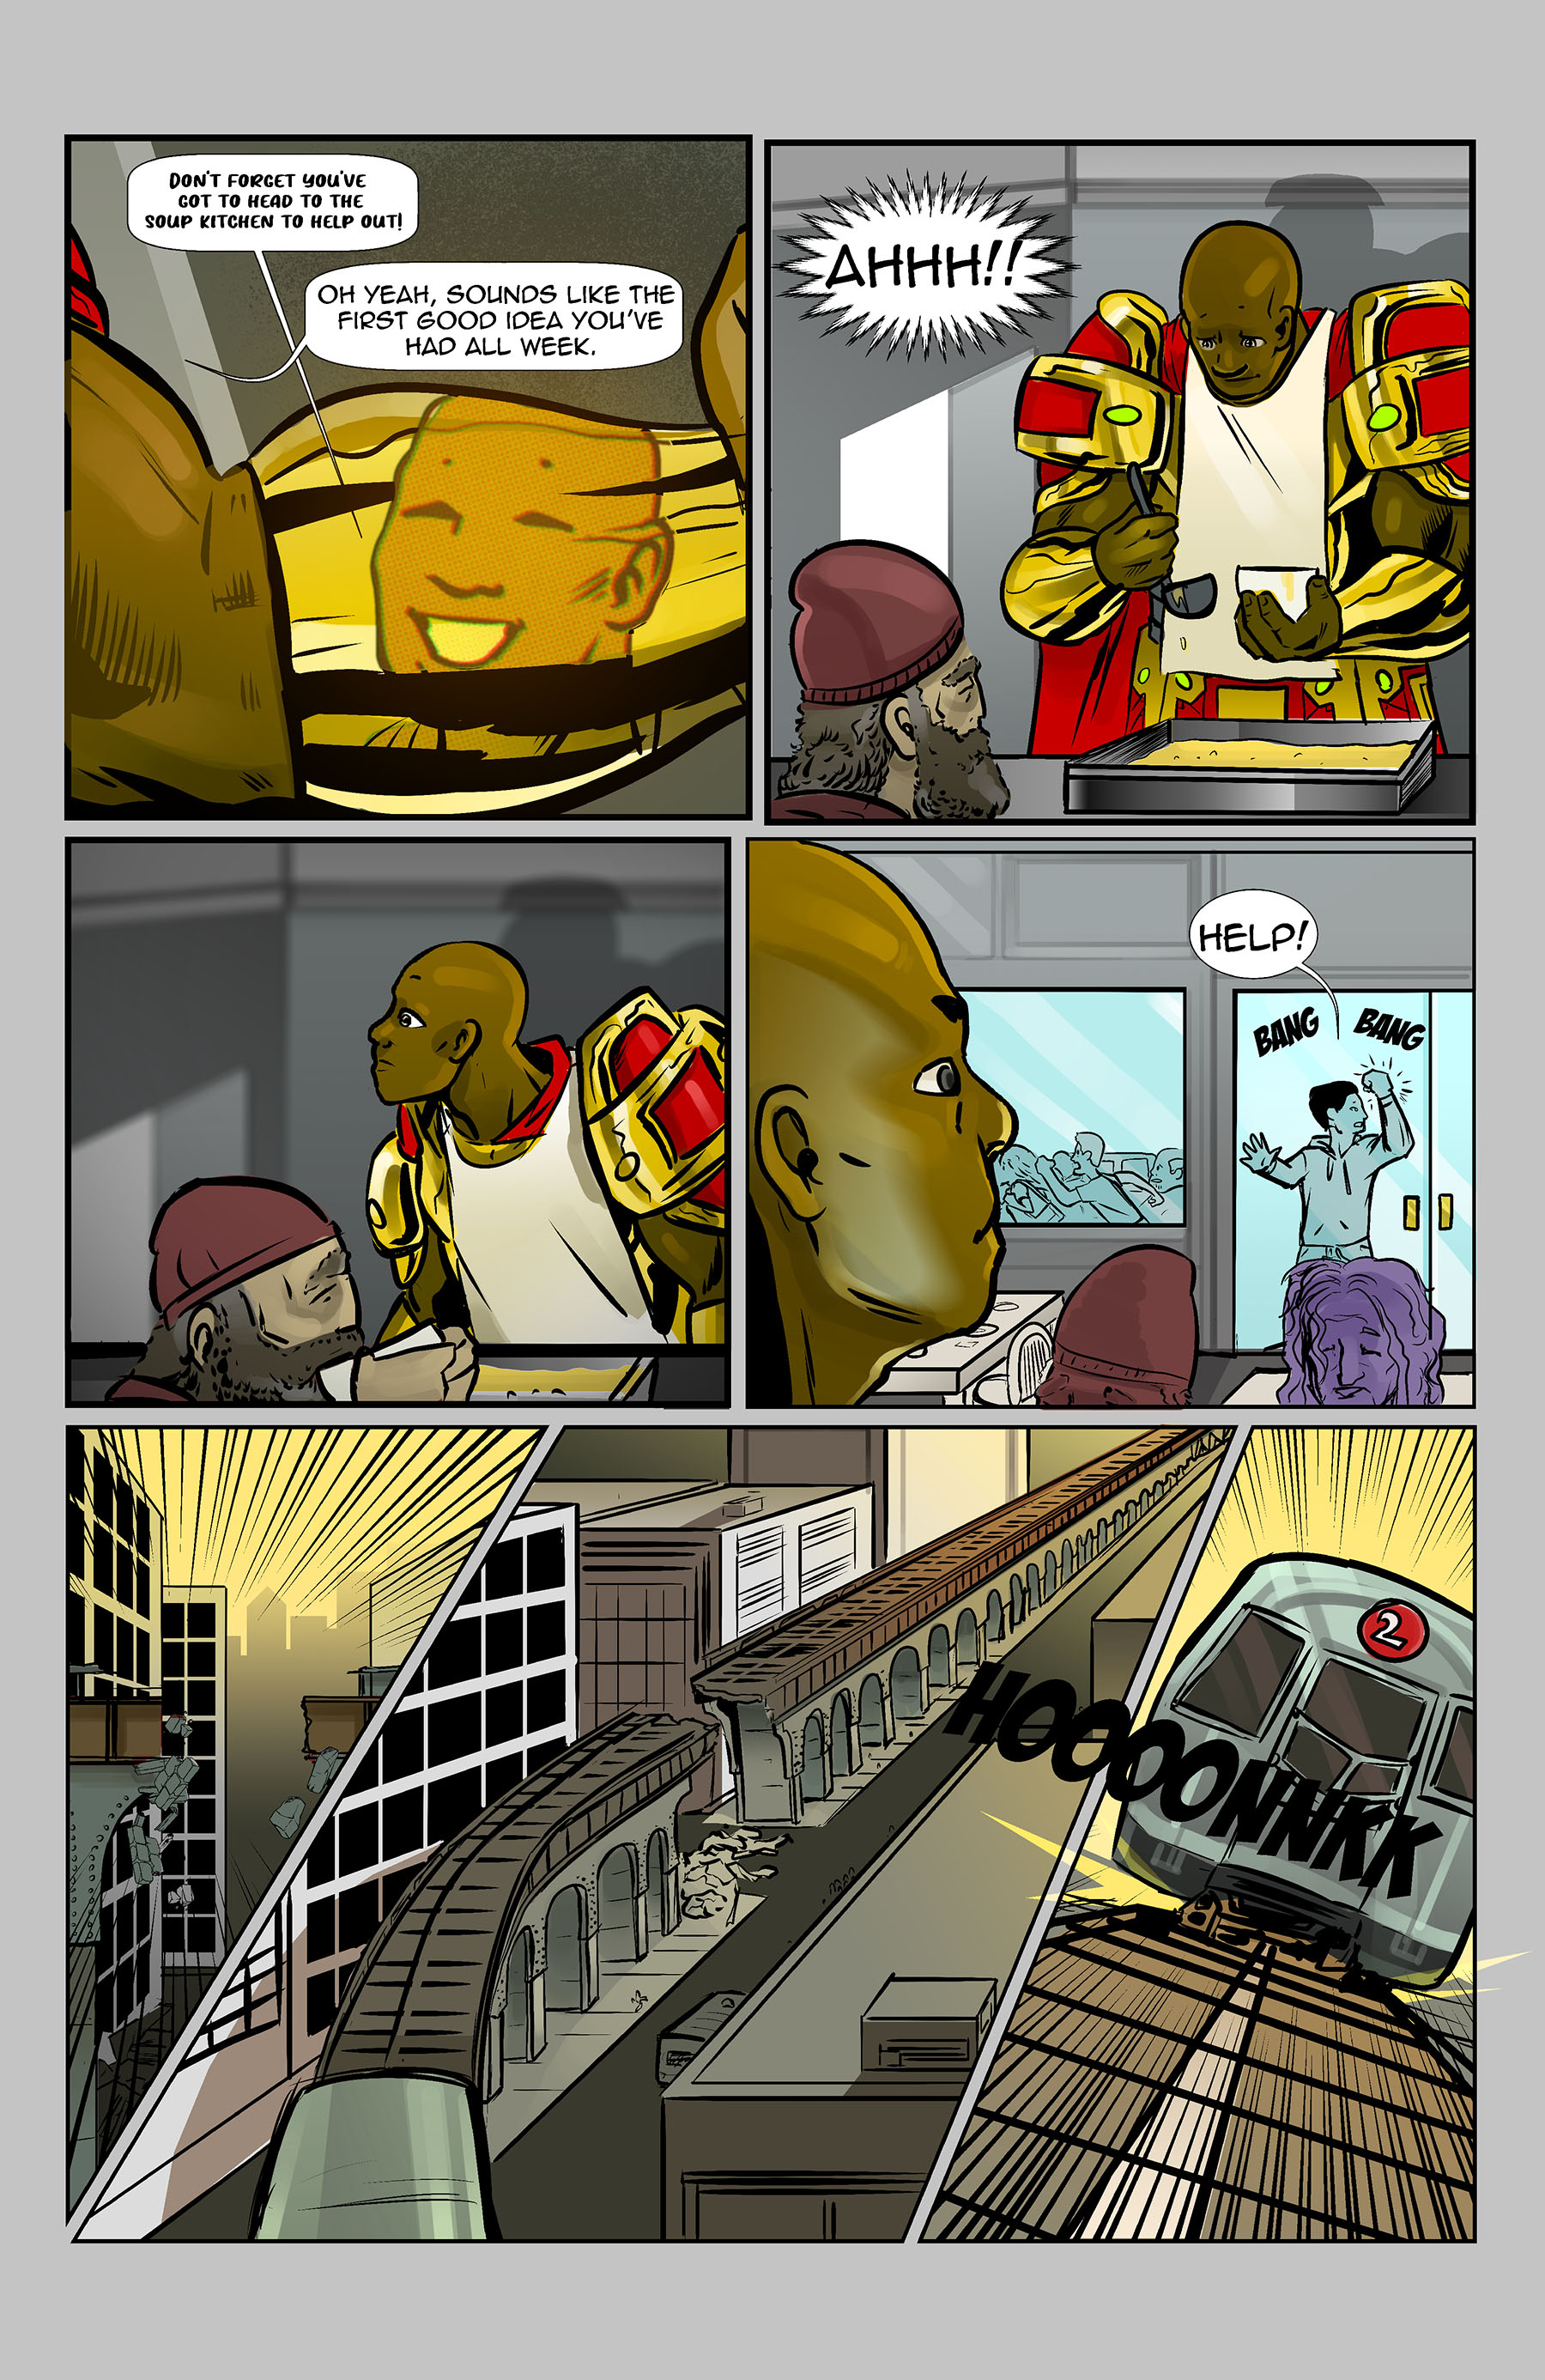 DON'T FORGET YOU'VE
GOT TO HEAD TO THE
SOUP KITCHEN TO HELP OUT!
OH YEAH, SOUNDS LIKE THE
FIRST GOOD IDEA YOU'VE
HAD ALL WEEK.
AHHH!!
HELP!
BANG BANG
2
HOOOONNKK